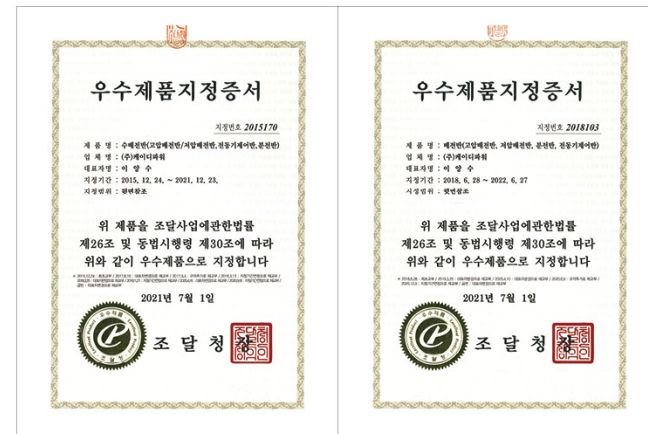 우수제품지정증서
지정번호 2015170
제 품 명 : 수배전반(고압배전반/저압배전반,전동기제어반,분전반)
업 체 명 : (주)케이디파워
대표자명 : 이 양 수
지정기간 : 2015. 12. 24. ~ 2021. 12. 23.
지정범위 : 뒷면참조
위 제품을 조달사업에관한법률
제26조 및 동법시행령 제30조에 따라
위와 같이 우수제품으로 지정합니다
2021년 7월 1일
조 달 청 장
우수제품지정증서
지정번호 2018103
제 품 명 : 배전반(고압배전반, 저압배전반, 분전반, 전동기제어반)
업 체 명 : (주)케이디파워
대표자명 : 이 양 수
지정기간 : 2018. 6. 28 ~ 2022. 6. 27
지정범위 : 뒷면참조
위 제품을 조달사업에관한법률
제26조 및 동법시행령 제30조에 따라
위와 같이 우수제품으로 지정합니다
2021년 7월 1일
조 달 청 장